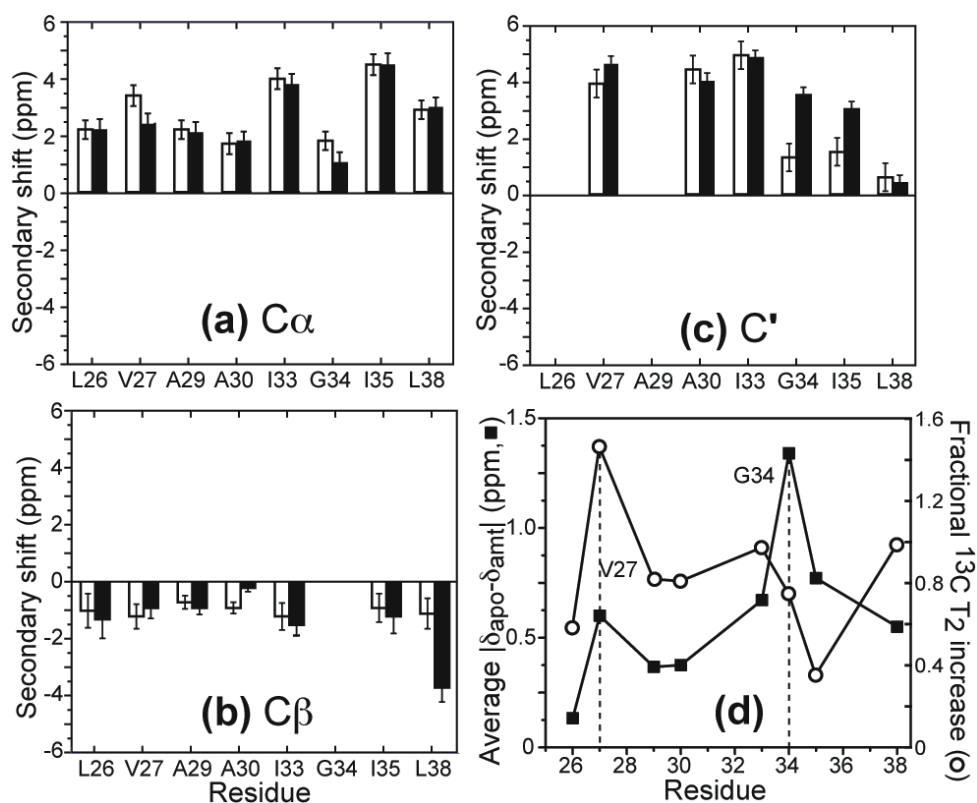 6
4
2
0
-2
-4
-6
Secondary shift (ppm)
(a) Cα
L26 V27 A29 A30 I33 G34 I35 L38
6
4
2
0
-2
-4
-6
Secondary shift (ppm)
(c) C'
L26 V27 A29 A30 I33 G34 I35 L38
6
4
2
0
-2
-4
-6
Secondary shift (ppm)
(b) Cβ
L26 V27 A29 A30 I33 G34 I35 L38
Residue
1.5
1.0
0.5
0
Average |δapo-δamt| (ppm,■)
G34
V27
(d)
1.6
1.2
0.8
0.4
0
Fractional 13C T2 increase (o)
26 28 30 32 34 36 38
Residue